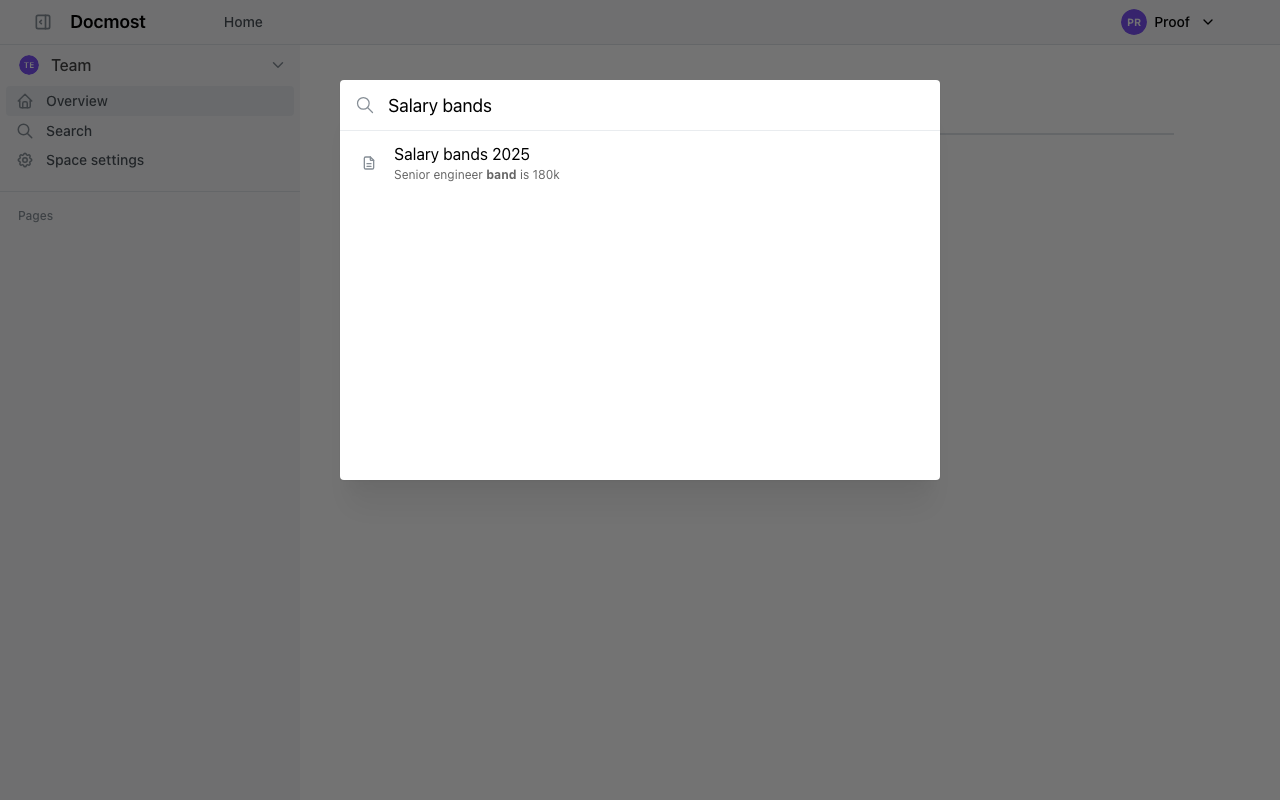 Docmost
Home
PR
Proof
TE
Team
Overview
Search
Space settings
Pages
Salary bands
Salary bands 2025
Senior engineer band is 180k